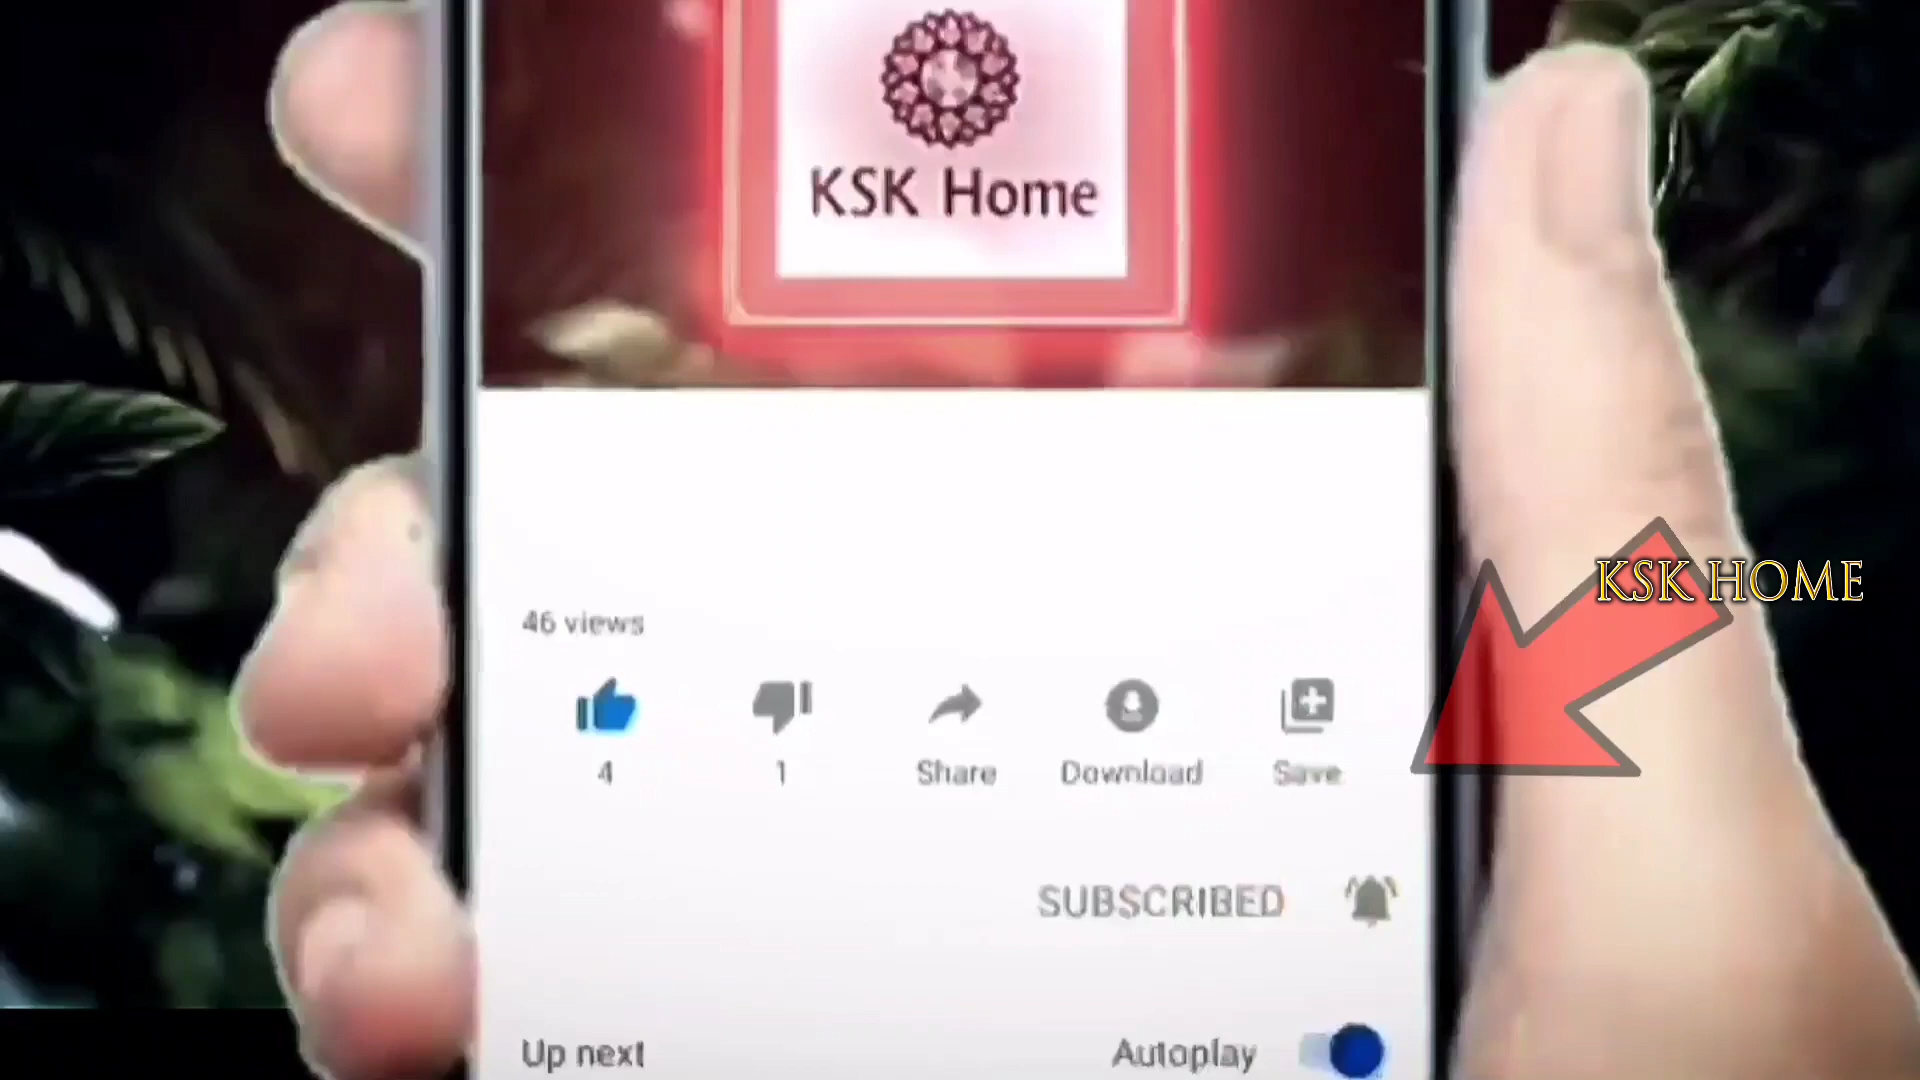 KSK Home
KSK HOME
46 views
4
1
Share
Download
Save
SUBSCRIBED
Up next
Autoplay